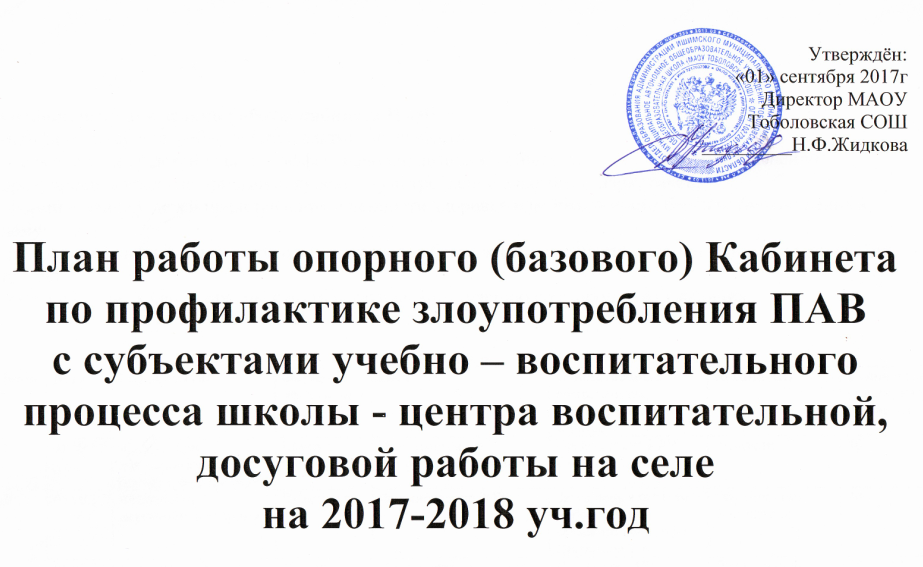 Утверждён:
«01» сентября 2017г
Директор МАОУ
Тоболовская СОШ
Н.Ф.Жидкова
План работы опорного (базового) Кабинета
по профилактике злоупотребления ПАВ
с субъектами учебно – воспитательного
процесса школы - центра воспитательной,
досуговой работы на селе
на 2017-2018 уч.год